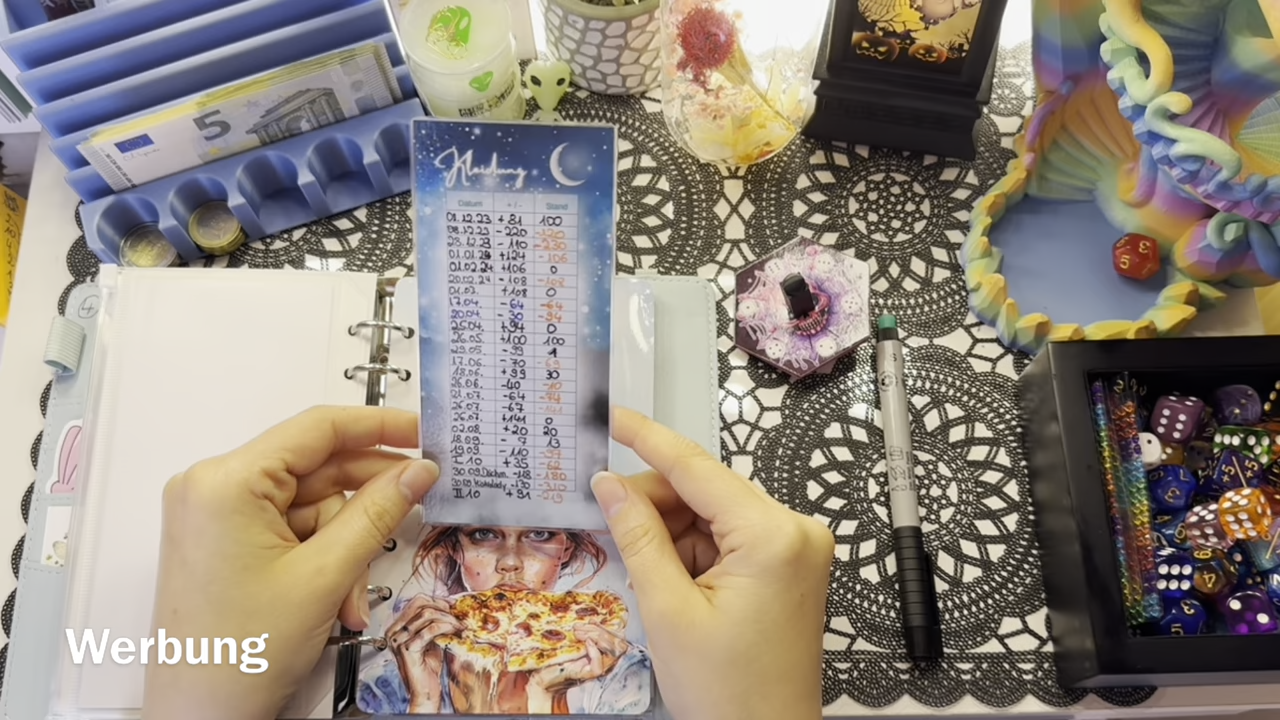 5
Kleidung
Datum +/- Stand
01.12.23 +81 100
08.12.23 -220 -120
28.12.23 -110 -230
01.01.24 +124 -106
01.02.24 +106 0
20.02.24 -108 -108
01.03. +108 0
17.04. -64 -64
20.04. -30 -94
25.04. +94 0
26.05. +100 100
29.05. -99 1
17.06. -70 -69
18.06. +99 30
26.06. -40 -10
21.07. -64 -74
26.07. -67 -141
26.07. +141 0
02.08. +20 20
18.09. -7 13
19.09. -110 -97
I 10 +35 -62
30.09. -118 -180
30.09. -130 -310
II 10 +91 -219
5
Werbung